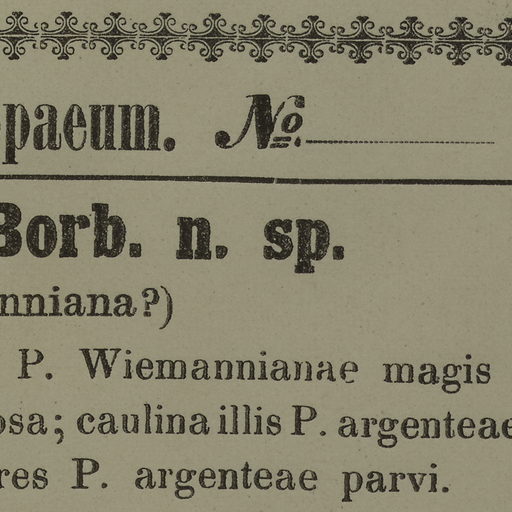 paeum. No.
Borb. n. sp.
nniana?)
P. Wiemannianae magis
osa; caulina illis P. argenteae
res P. argenteae parvi.